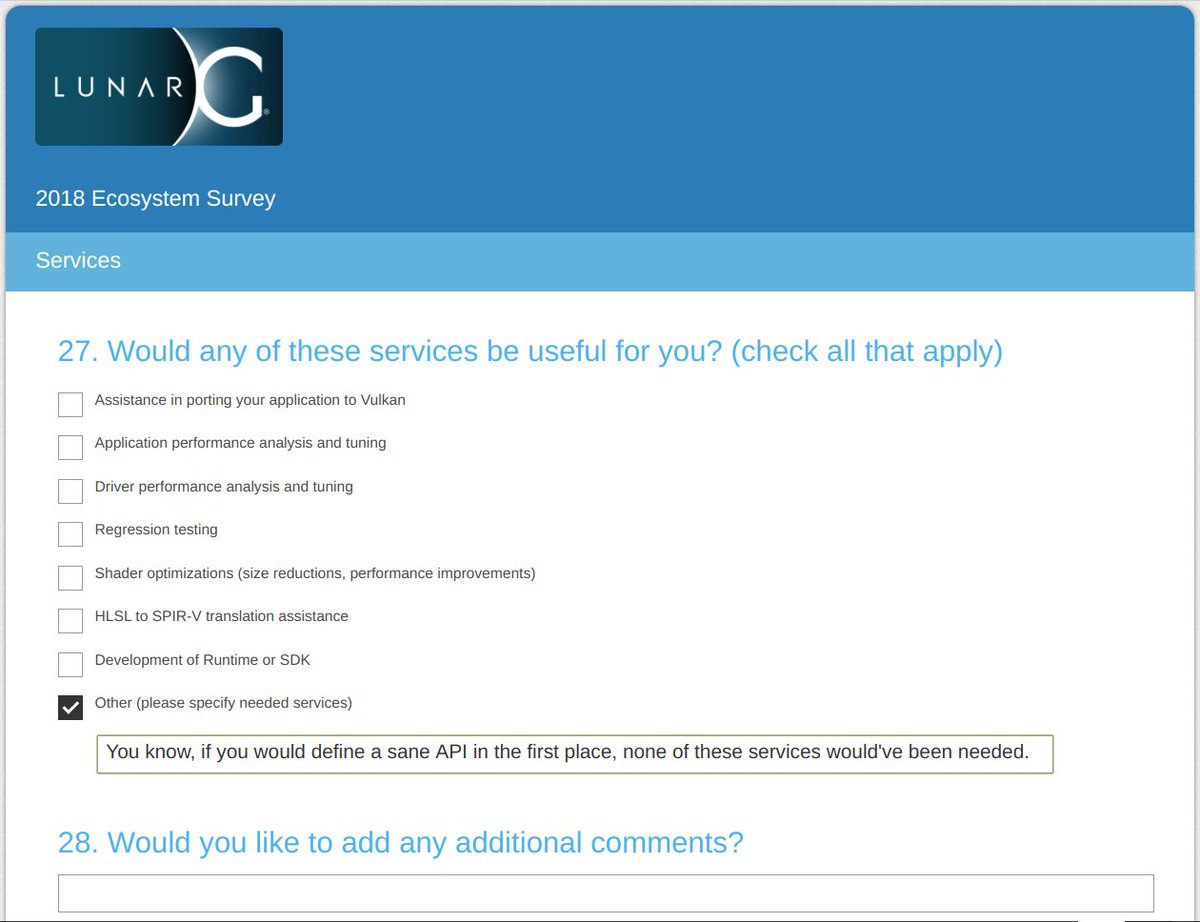 LUNAR G®
2018 Ecosystem Survey
Services
27. Would any of these services be useful for you? (check all that apply)
Assistance in porting your application to Vulkan
Application performance analysis and tuning
Driver performance analysis and tuning
Regression testing
Shader optimizations (size reductions, performance improvements)
HLSL to SPIR-V translation assistance
Development of Runtime or SDK
Other (please specify needed services)
You know, if you would define a sane API in the first place, none of these services would've been needed.
28. Would you like to add any additional comments?